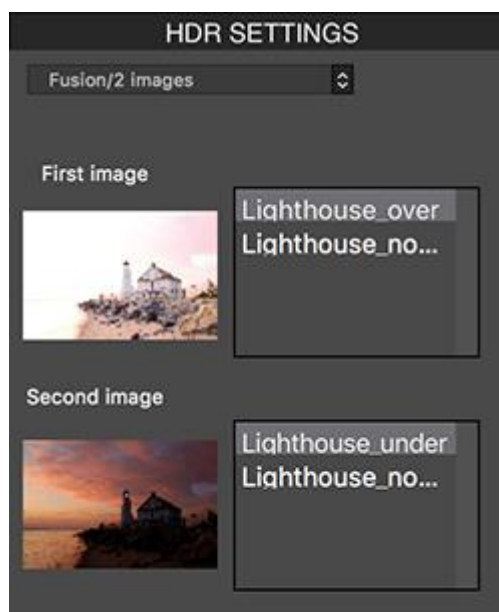 HDR SETTINGS
Fusion/2 images
First image
Lighthouse_over
Lighthouse_no...
Second image
Lighthouse_under
Lighthouse_no...